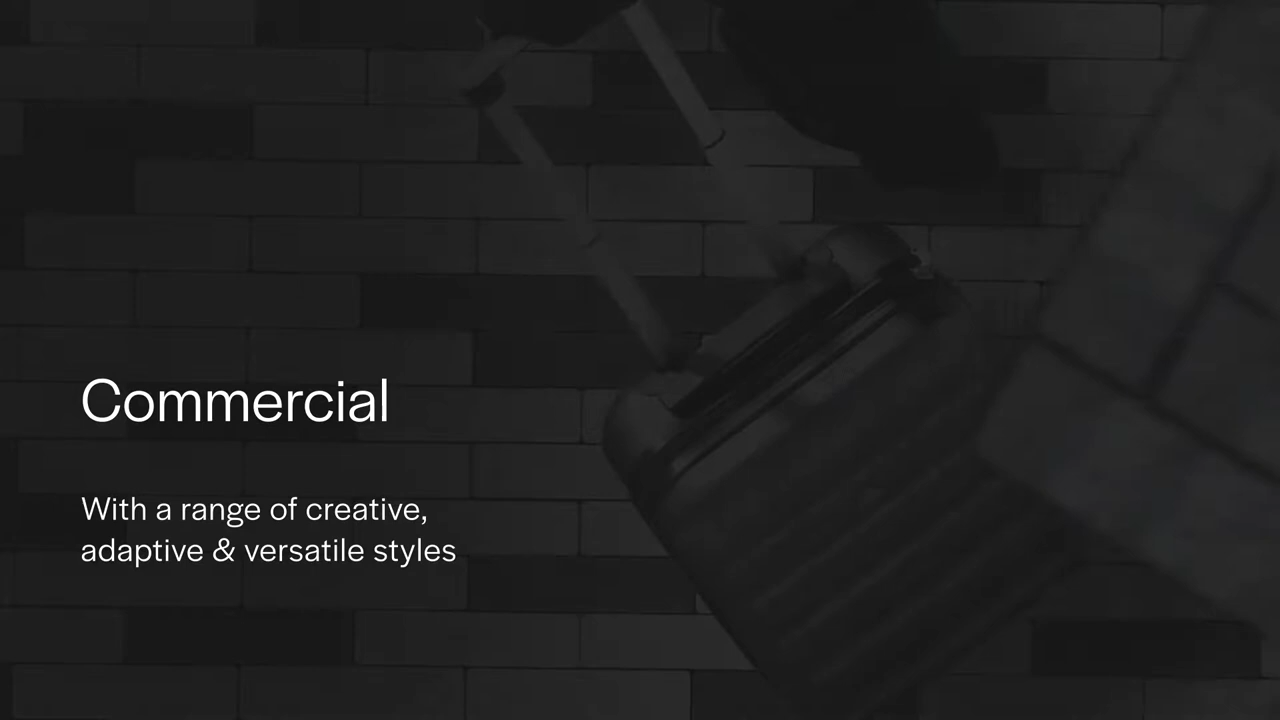 Commercial
With a range of creative,
adaptive & versatile styles